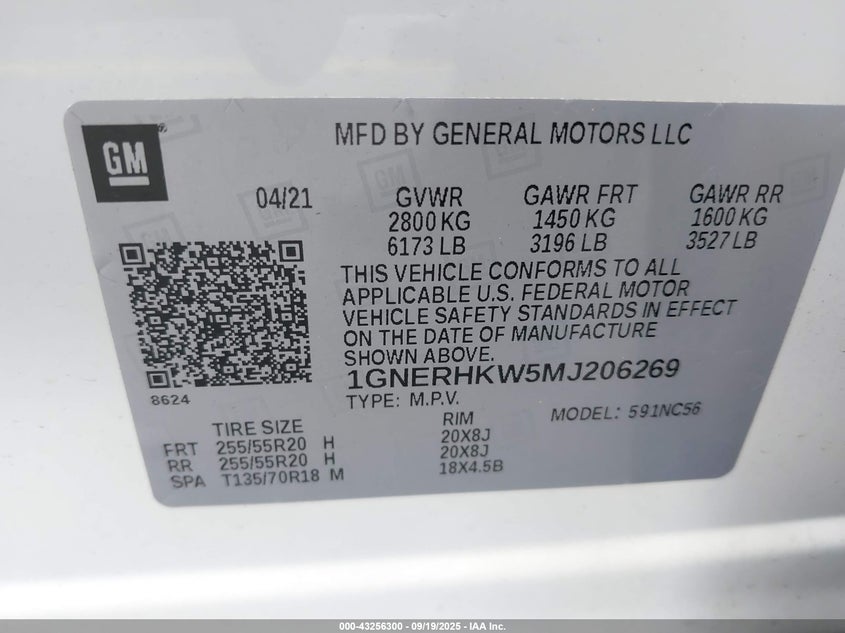 GM
MFD BY GENERAL MOTORS LLC
04/21 GVWR GAWR FRT GAWR RR
2800 KG 1450 KG 1600 KG
6173 LB 3196 LB 3527 LB
THIS VEHICLE CONFORMS TO ALL
APPLICABLE U.S. FEDERAL MOTOR
VEHICLE SAFETY STANDARDS IN EFFECT
ON THE DATE OF MANUFACTURE
SHOWN ABOVE.
1GNERHKW5MJ206269
8624
TYPE: M.P.V.
MODEL: 591NC56
TIRE SIZE RIM
FRT 255/55R20 H 20X8J
RR 255/55R20 H 20X8J
SPA T135/70R18 M 18X4.5B
000-43256300 - 09/19/2025 - IAA Inc.